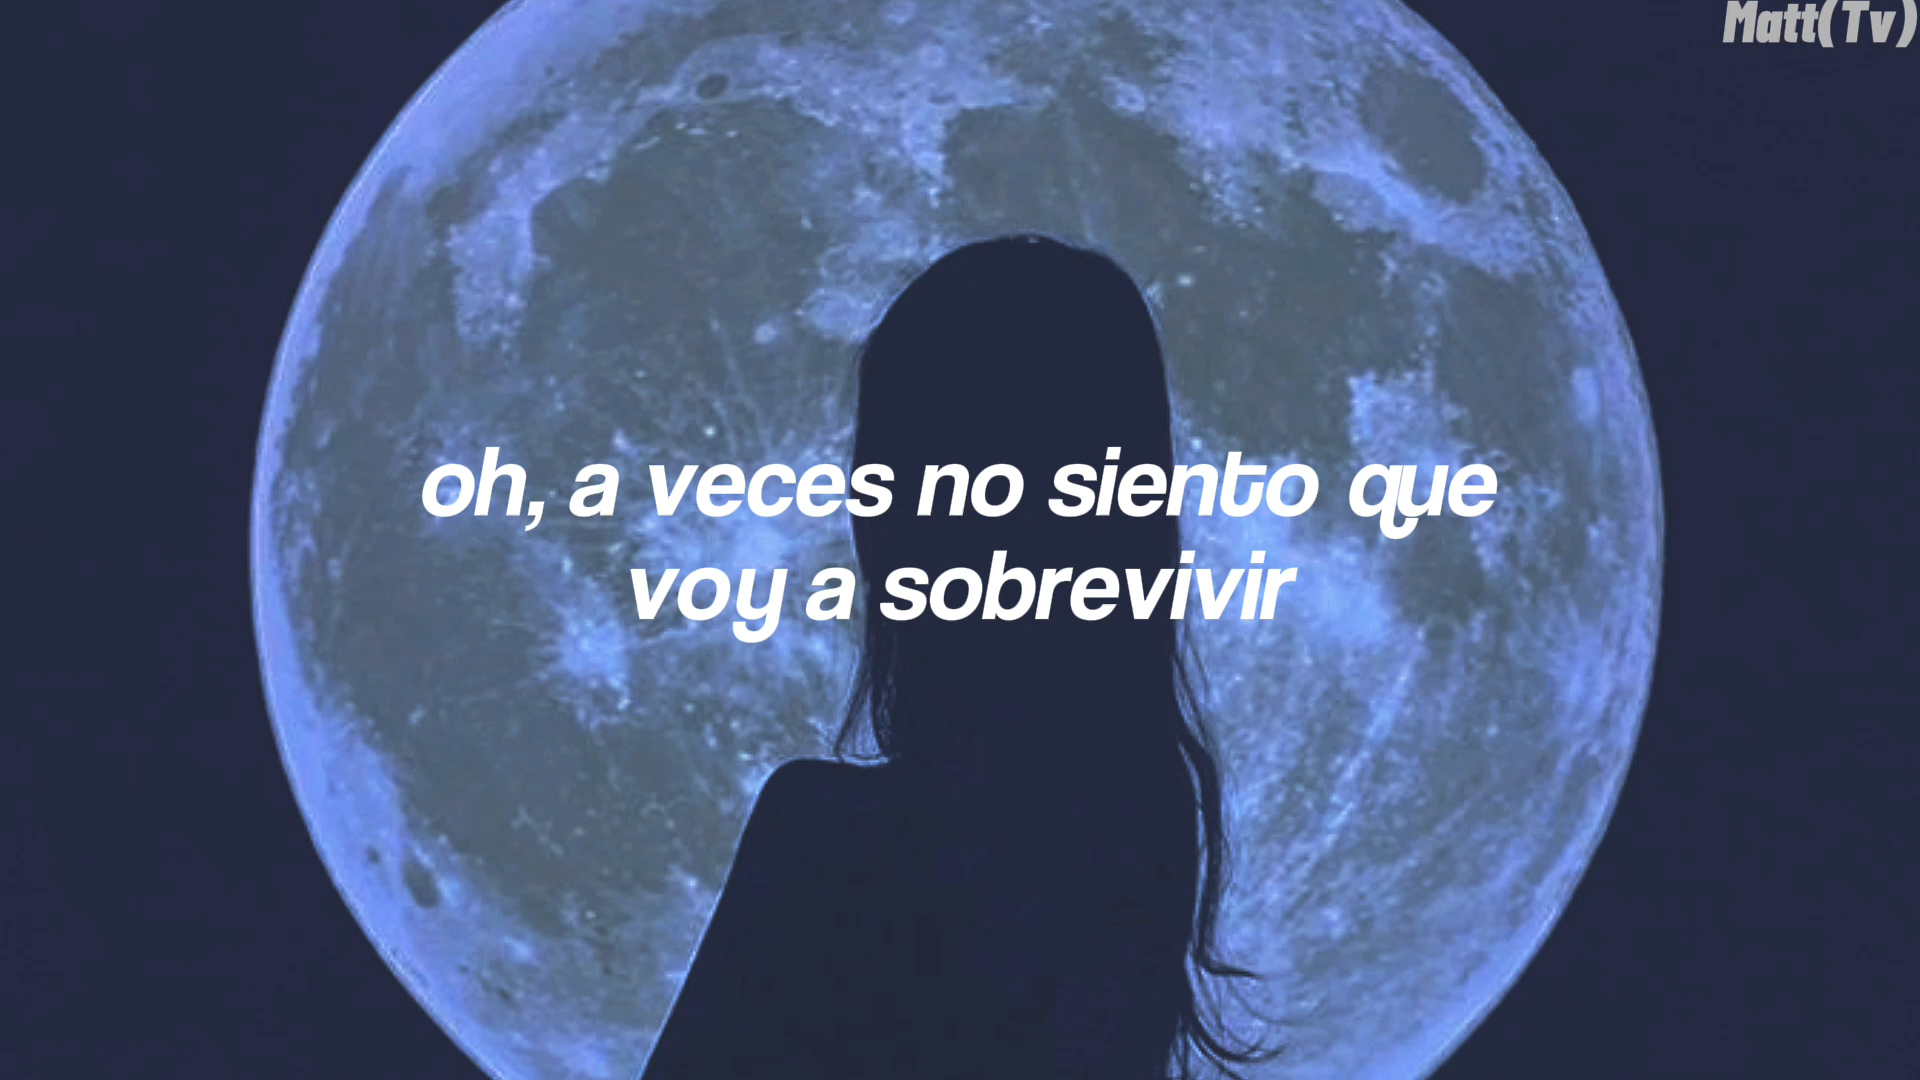 Matt(Tv)
oh, a veces no siento que
voy a sobrevivir